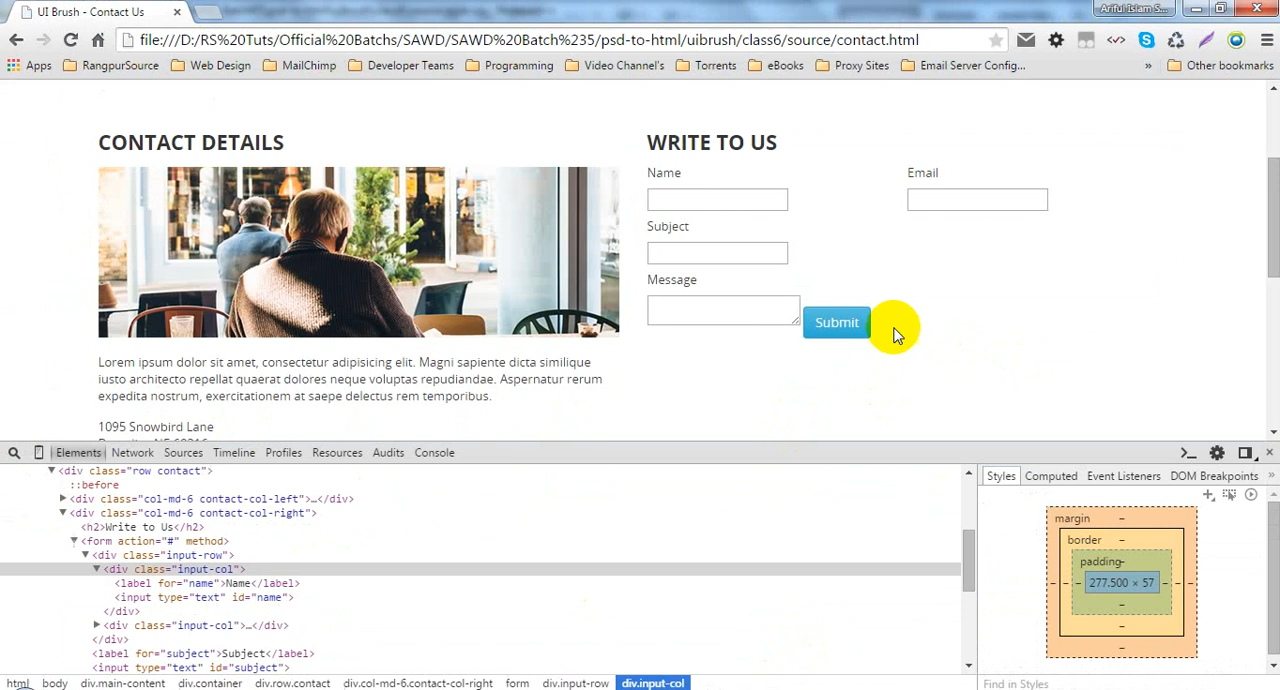 UI Brush - Contact Us
Ariful Islam S...
file:///D:/RS%20Tuts/Official%20Batchs/SAWD/SAWD%20Batch%235/psd-to-html/uibrush/class6/source/contact.html
Apps RangpurSource Web Design MailChimp Developer Teams Programming Video Channel's Torrents eBooks Proxy Sites Email Server Config... » Other bookmarks
CONTACT DETAILS
WRITE TO US
Name Email
Subject
Message
Submit
Lorem ipsum dolor sit amet, consectetur adipisicing elit. Magni sapiente dicta similique
iusto architecto repellat quaerat dolores neque voluptas repudiandae. Aspernatur rerum
expedita nostrum, exercitationem at saepe delectus rem temporibus.
1095 Snowbird Lane
Elements Network Sources Timeline Profiles Resources Audits Console
<div class="row contact">
::before
<div class="col-md-6 contact-col-left">…</div>
<div class="col-md-6 contact-col-right">
<h2>Write to Us</h2>
<form action="#" method>
<div class="input-row">
<div class="input-col">
<label for="name">Name</label>
<input type="text" id="name">
</div>
<div class="input-col">…</div>
</div>
<label for="subject">Subject</label>
<input type="text" id="subject">
html body div.main-content div.container div.row.contact div.col-md-6.contact-col-right form div.input-row div.input-col
Styles Computed Event Listeners DOM Breakpoints »
margin –
border –
padding –
277.500 × 57
Find in Styles